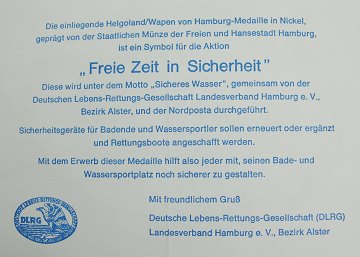 Die einliegende Helgoland/Wapen von Hamburg-Medaille in Nickel,
geprägt von der Staatlichen Münze der Freien und Hansestadt Hamburg,
ist ein Symbol für die Aktion
„Freie Zeit in Sicherheit"
Diese wird unter dem Motto „Sicheres Wasser", gemeinsam von der
Deutschen Lebens-Rettungs-Gesellschaft Landesverband Hamburg e. V.,
Bezirk Alster, und der Nordposta durchgeführt.
Sicherheitsgeräte für Badende und Wassersportler sollen erneuert oder ergänzt
und Rettungsboote angeschafft werden.
Mit dem Erwerb dieser Medaille hilft also jeder mit, seinen Bade- und
Wassersportplatz noch sicherer zu gestalten.
Mit freundlichem Gruß
Deutsche Lebens-Rettungs-Gesellschaft (DLRG)
Landesverband Hamburg e. V., Bezirk Alster
DEUTSCHE LEBENS-RETTUNGS-GESELLSCHAFT
DLRG